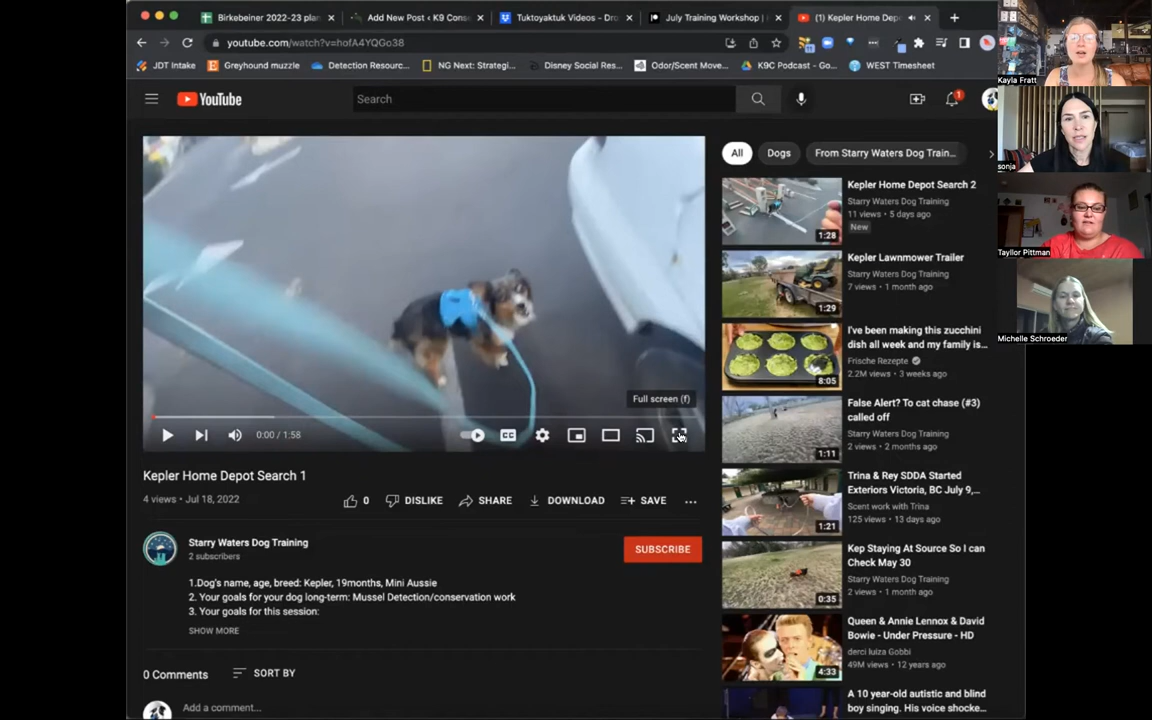 Birkebeiner 2022-23 plan
Add New Post ‹ K9 Cons
Tuktoyaktuk Videos - Dro
July Training Workshop |
(1) Kepler Home Dep
youtube.com/watch?v=hofA4YQGo38
JDT Intake
Greyhound muzzle
Detection Resourc...
NG Next: Strategi...
Disney Social Res...
Odor/Scent Move...
K9C Podcast - Go...
WEST Timesheet
YouTube
Search
1
All
Dogs
From Starry Waters Dog Train...
Full screen (f)
0:00 / 1:58
CC
Kepler Home Depot Search 1
4 views • Jul 18, 2022
0
DISLIKE
SHARE
DOWNLOAD
SAVE
Starry Waters Dog Training
2 subscribers
SUBSCRIBE
1.Dog's name, age, breed: Kepler, 19months, Mini Aussie
2. Your goals for your dog long-term: Mussel Detection/conservation work
3. Your goals for this session:
SHOW MORE
0 Comments
SORT BY
Add a comment...
Kepler Home Depot Search 2
Starry Waters Dog Training
11 views • 5 days ago
New
1:28
Kepler Lawnmower Trailer
Starry Waters Dog Training
7 views • 1 month ago
1:29
I've been making this zucchini
dish all week and my family is...
Frische Rezepte
2.2M views • 3 weeks ago
8:05
False Alert? To cat chase (#3)
called off
Starry Waters Dog Training
2 views • 2 months ago
1:11
Trina & Rey SDDA Started
Exteriors Victoria, BC July 9,...
Scent work with Trina
125 views • 13 days ago
1:21
Kep Staying At Source So I can
Check May 30
Starry Waters Dog Training
2 views • 1 month ago
0:35
Queen & Annie Lennox & David
Bowie - Under Pressure - HD
derci luiza Gobbi
49M views • 12 years ago
4:33
A 10 year-old autistic and blind
boy singing. His voice shocke...
Kayla Fratt
sonja
Tayllor Pittman
Michelle Schroeder